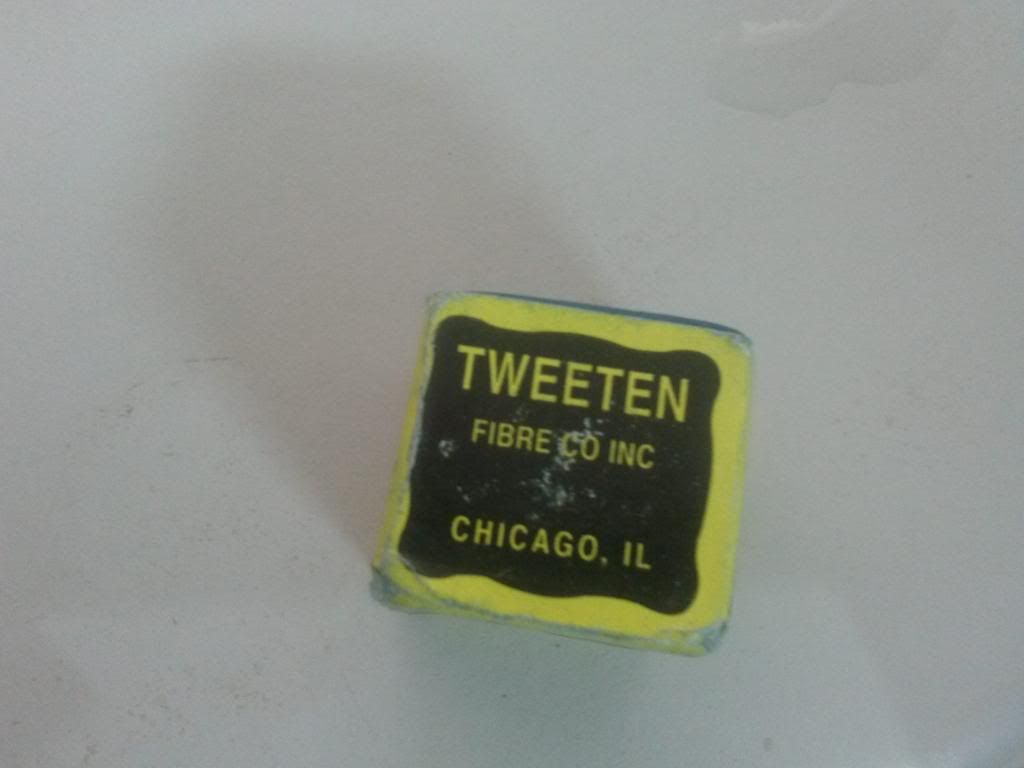 TWEETEN
FIBRE CO INC
CHICAGO, IL